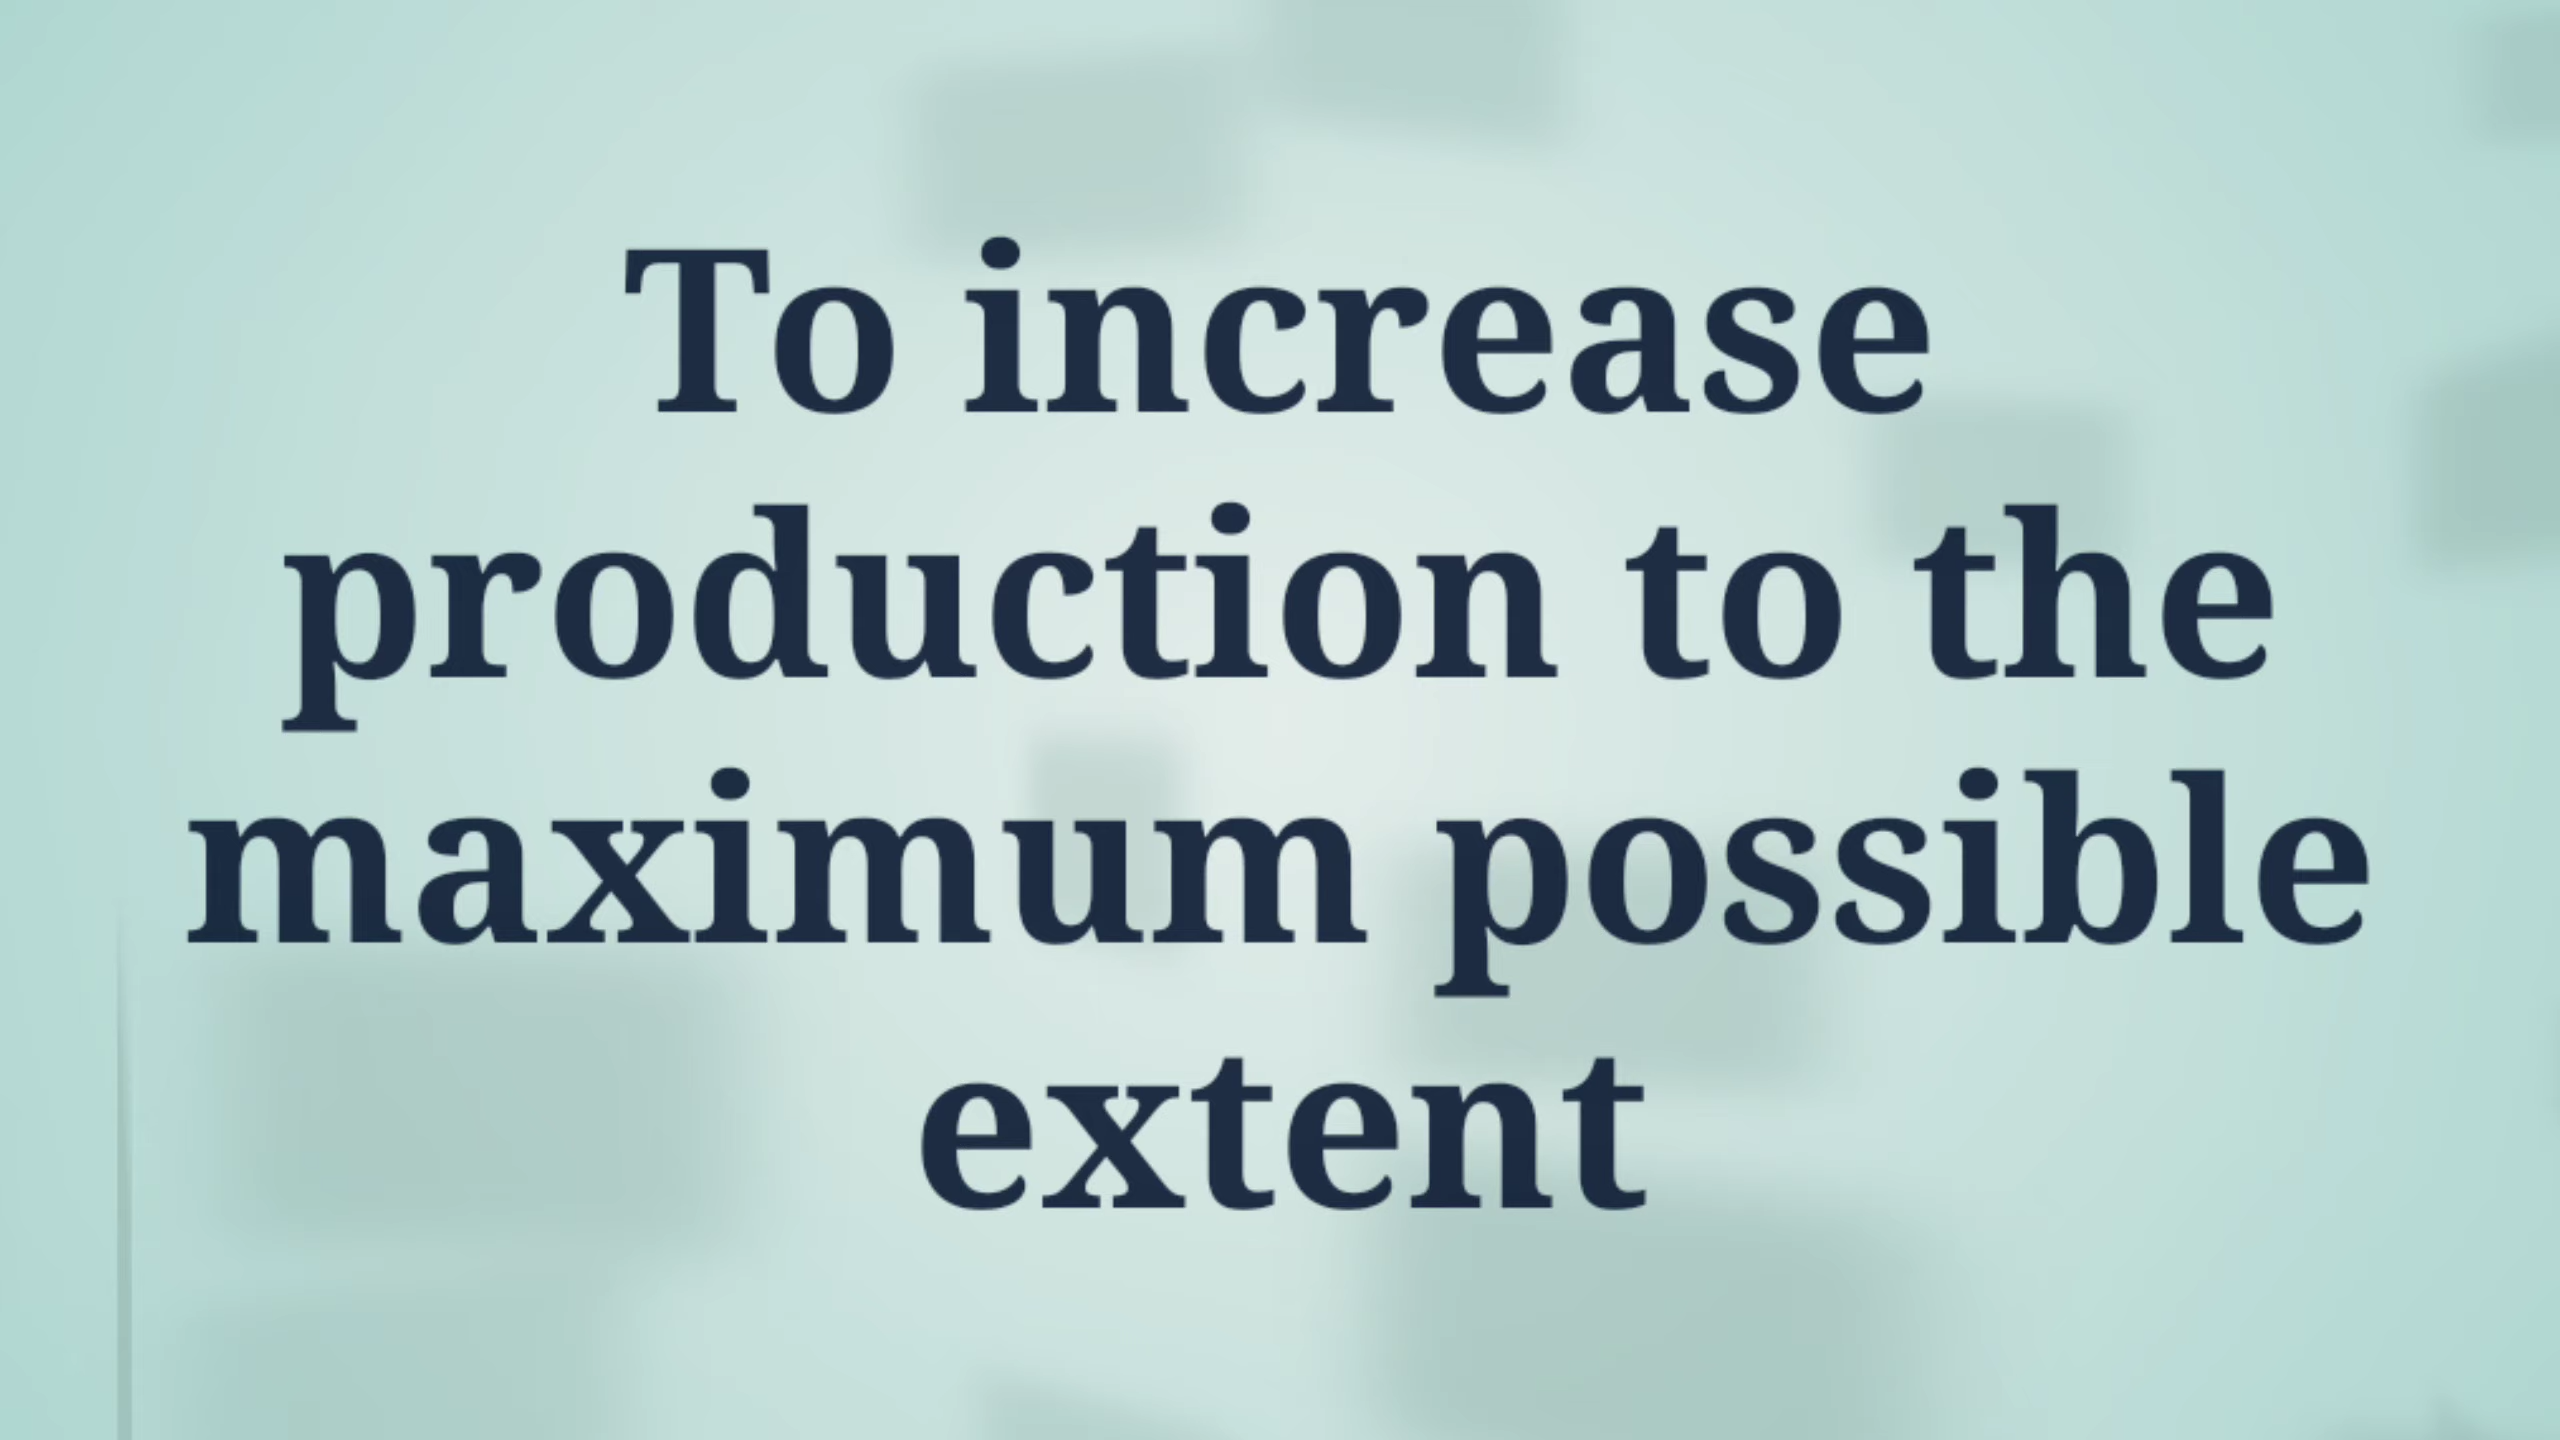 To increase
production to the
maximum possible
extent